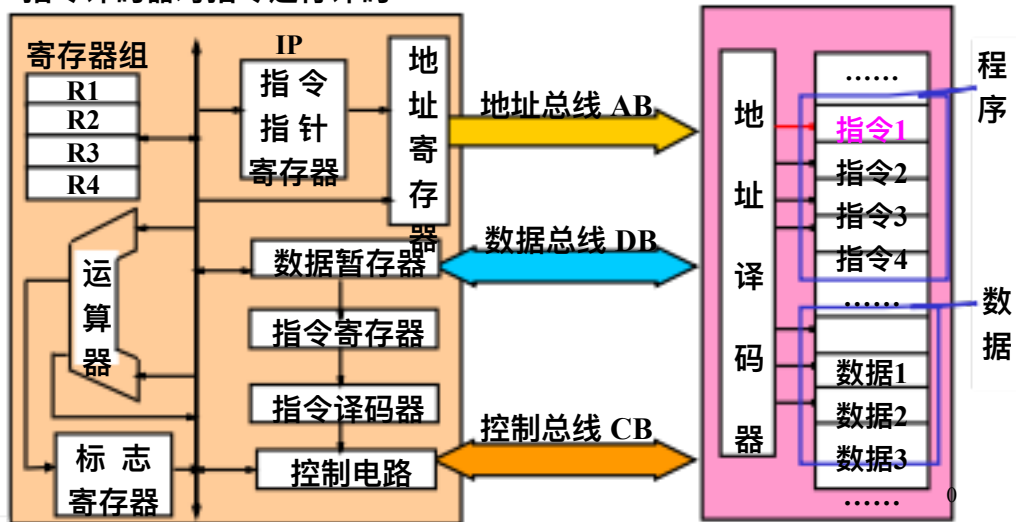 寄存器组
R1
R2
R3
R4
IP
指 令
指 针
寄存器
地
址
寄
存
器
运
算
器
数据暂存器
指令寄存器
指令译码器
控制电路
标 志
寄存器
地址总线 AB
数据总线 DB
控制总线 CB
地
址
译
码
器
……
指令1
指令2
指令3
指令4
……
数据1
数据2
数据3
……
程
序
数
据
0